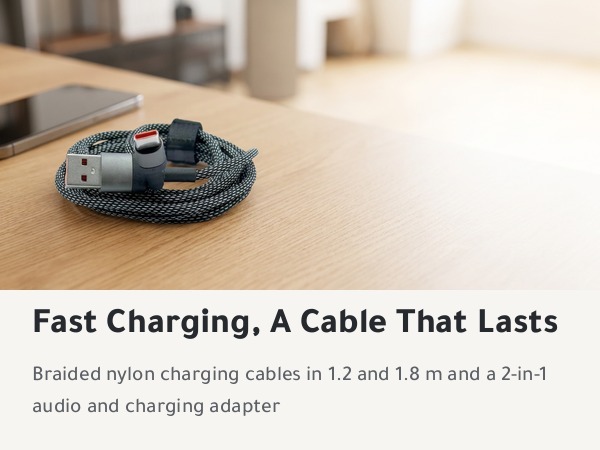 Fast Charging, A Cable That Lasts
Braided nylon charging cables in 1.2 and 1.8 m and a 2-in-1
audio and charging adapter